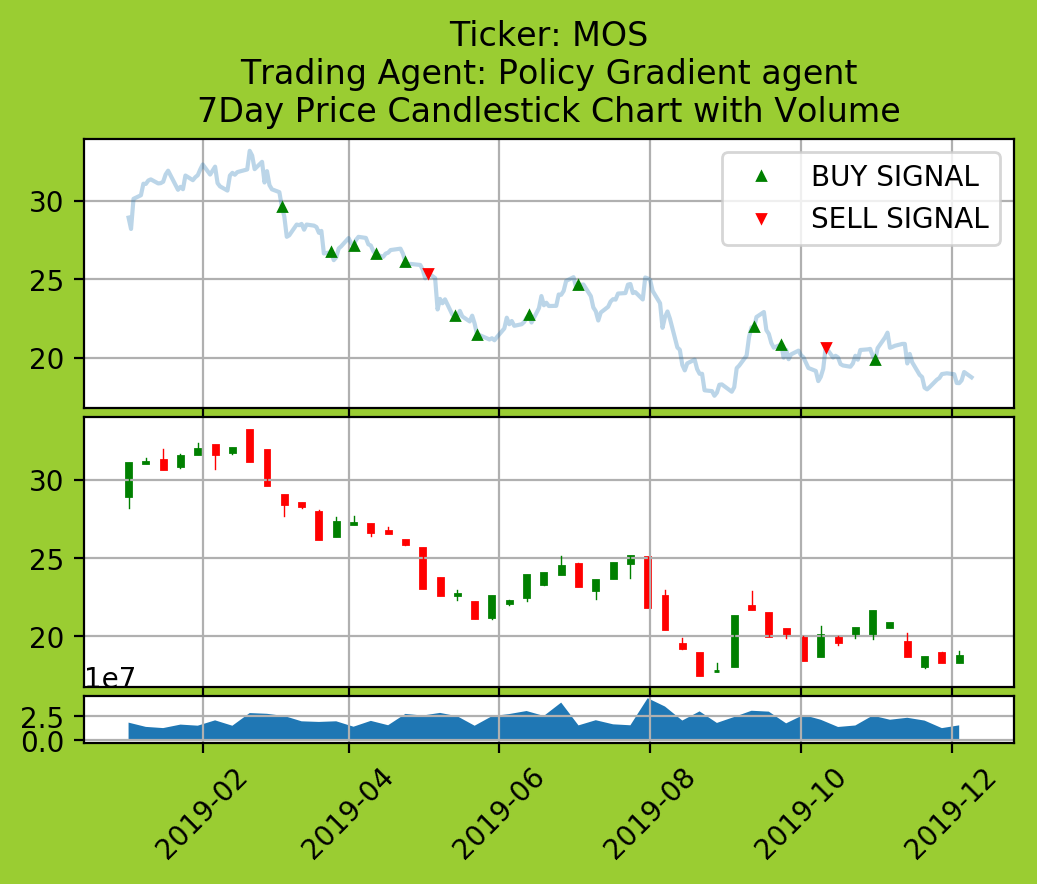 Ticker: MOS
Trading Agent: Policy Gradient agent
7Day Price Candlestick Chart with Volume
BUY SIGNAL
SELL SIGNAL
30
25
20
30
25
20
1e7
2.5
0.0
2019-02
2019-04
2019-06
2019-08
2019-10
2019-12